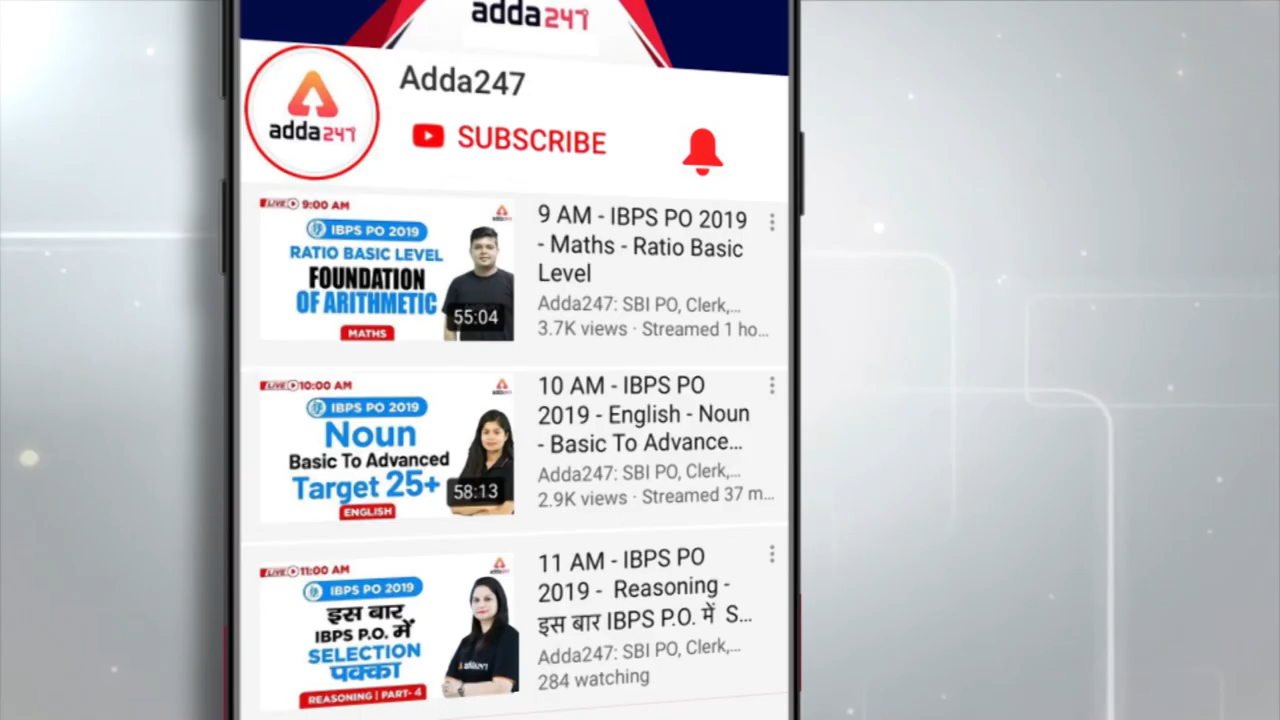 adda247
adda247
Adda247
SUBSCRIBE
LIVE 9:00 AM
IBPS PO 2019
RATIO BASIC LEVEL
FOUNDATION
OF ARITHMETIC
MATHS
55:04
9 AM - IBPS PO 2019
- Maths - Ratio Basic
Level
Adda247: SBI PO, Clerk,...
3.7K views · Streamed 1 ho...
LIVE 10:00 AM
IBPS PO 2019
Noun
Basic To Advanced
Target 25+
ENGLISH
58:13
10 AM - IBPS PO
2019 - English - Noun
- Basic To Advance...
Adda247: SBI PO, Clerk,...
2.9K views · Streamed 37 m...
LIVE 11:00 AM
IBPS PO 2019
इस बार
IBPS P.O. में
SELECTION
पक्का
REASONING | PART- 4
adda247
11 AM - IBPS PO
2019 - Reasoning -
इस बार IBPS P.O. में S...
Adda247: SBI PO, Clerk,...
284 watching